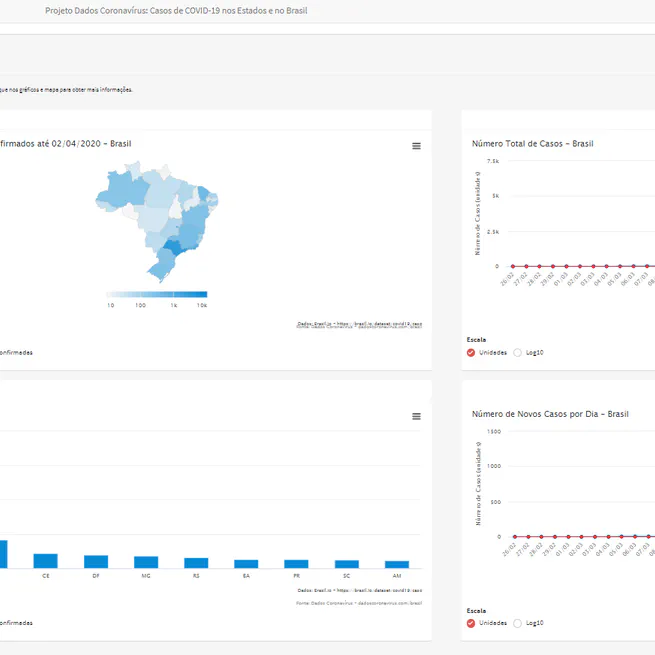 Projeto Dados Coronavírus: Casos de COVID-19 nos Estados e no Brasil
que nos gráficos e mapa para obter mais informações.
firmados até 02/04/2020 – Brasil
10 100 1k 10k
Dados: Brasil.io – https://brasil.io/dataset/covid19/caso
Fonte: Dados Coronavírus – dadoscoronavirus.com/brasil
onfirmadas
Número Total de Casos – Brasil
Número de Casos (unidades)
7.5k
5k
2.5k
0
26/02 27/02 28/02 29/02 01/03 02/03 01/03 04/03 05/03 06/03 07/03 08/
Escala
Unidades Log10
CE DF MG RS BA PR SC AM
Dados: Brasil.io – https://brasil.io/dataset/covid19/caso
Fonte: Dados Coronavírus – dadoscoronavirus.com/brasil
onfirmadas
Número de Novos Casos por Dia – Brasil
Número de Casos (unidades)
1500
1000
500
0
26/02 27/02 28/02 29/02 01/03 02/03 03/03 04/03 05/03 06/03 07/03 08/
Escala
Unidades Log10